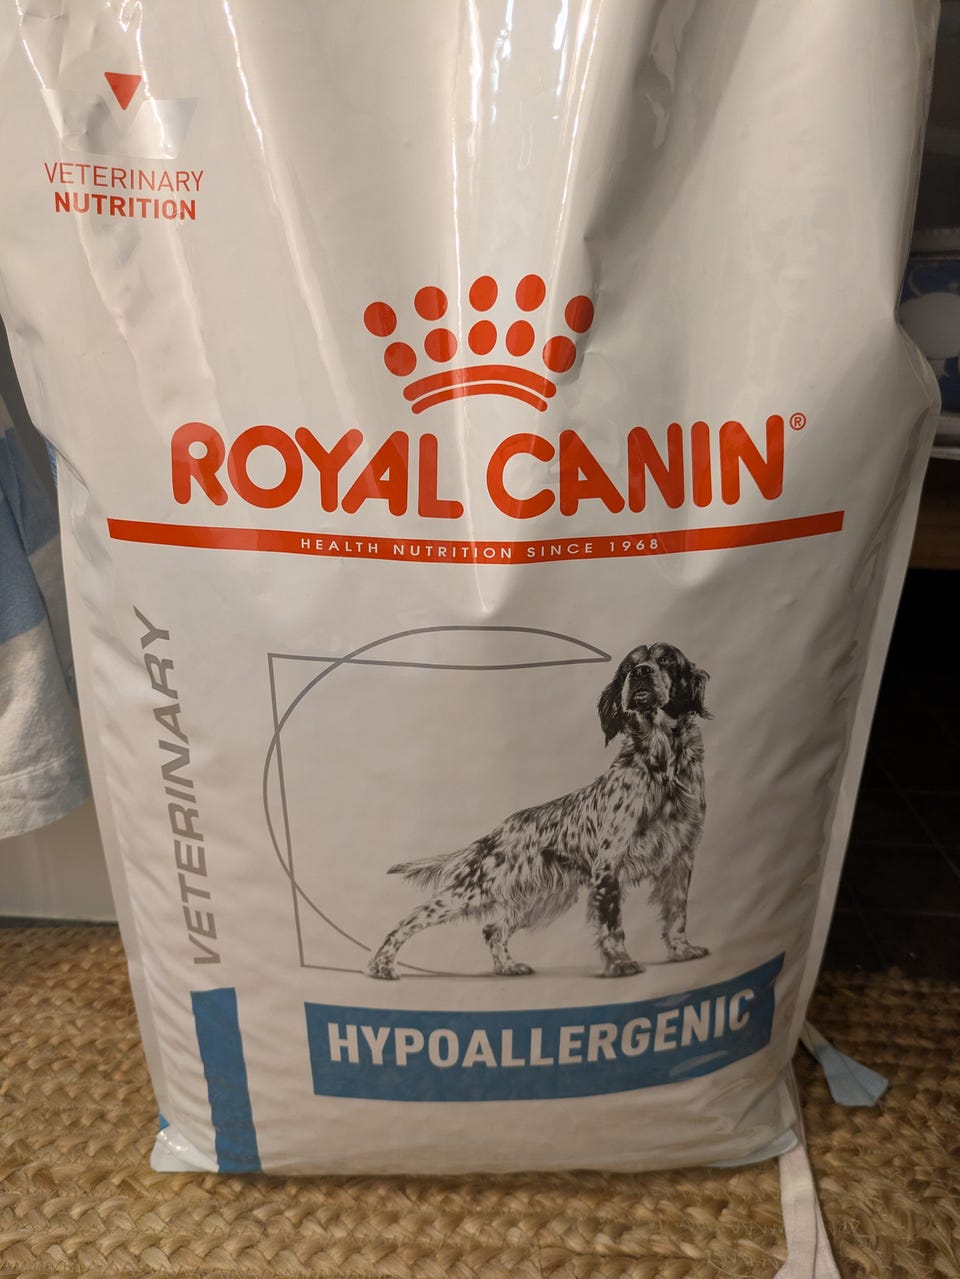 VETERINARY
NUTRITION
ROYAL CANIN®
HEALTH NUTRITION SINCE 1968
VETERINARY
HYPOALLERGENIC